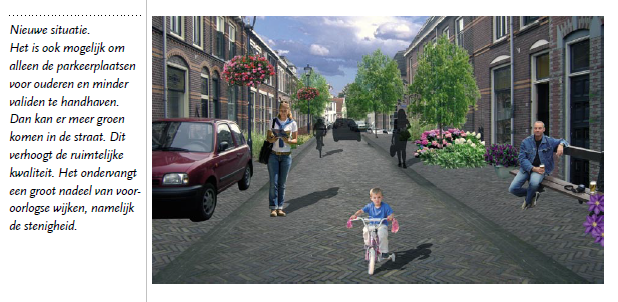 Nieuwe situatie.
Het is ook mogelijk om
alleen de parkeerplaatsen
voor ouderen en minder
validen te handhaven.
Dan kan er meer groen
komen in de straat. Dit
verhoogt de ruimtelijke
kwaliteit. Het ondervangt
een groot nadeel van voor-
oorlogse wijken, namelijk
de stenigheid.